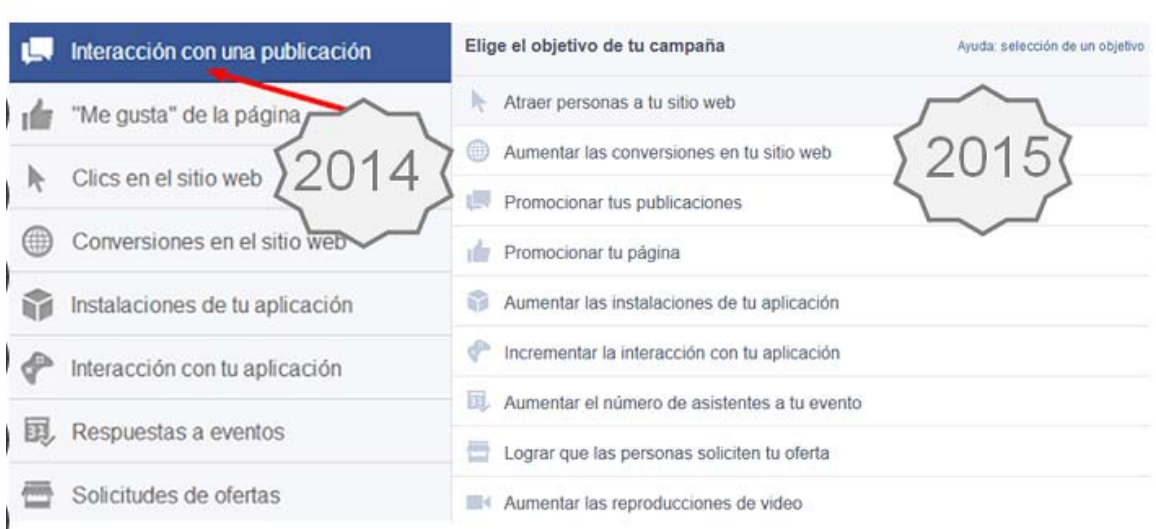 Interacción con una publicación
"Me gusta" de la página
Clics en el sitio web
Conversiones en el sitio web
Instalaciones de tu aplicación
Interacción con tu aplicación
Respuestas a eventos
Solicitudes de ofertas
2014
Elige el objetivo de tu campaña
Ayuda: selección de un objetivo
Atraer personas a tu sitio web
Aumentar las conversiones en tu sitio web
Promocionar tus publicaciones
Promocionar tu página
Aumentar las instalaciones de tu aplicación
Incrementar la interacción con tu aplicación
Aumentar el número de asistentes a tu evento
Lograr que las personas soliciten tu oferta
Aumentar las reproducciones de video
2015